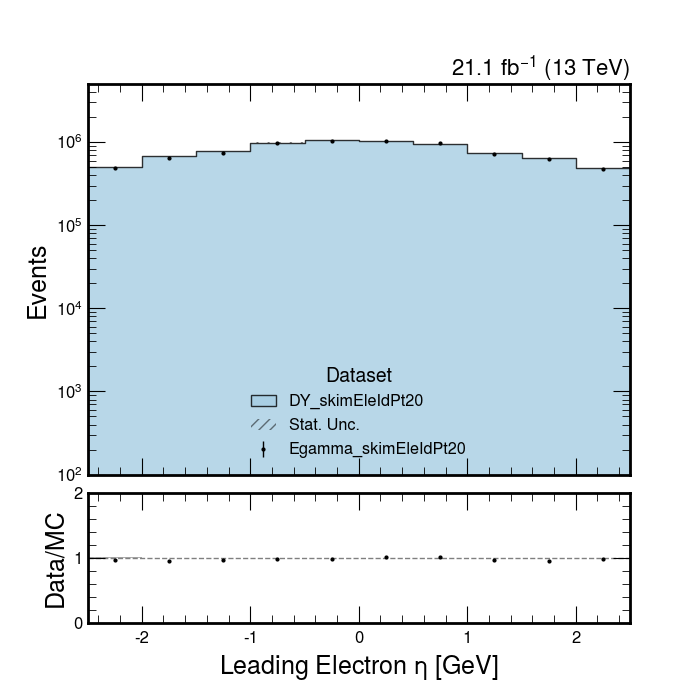 21.1 fb⁻¹ (13 TeV)
Events
10⁶
10⁵
10⁴
10³
10²
Dataset
DY_skimEleIdPt20
Stat. Unc.
Egamma_skimEleIdPt20
Data/MC
2
1
0
-2 -1 0 1 2
Leading Electron η [GeV]